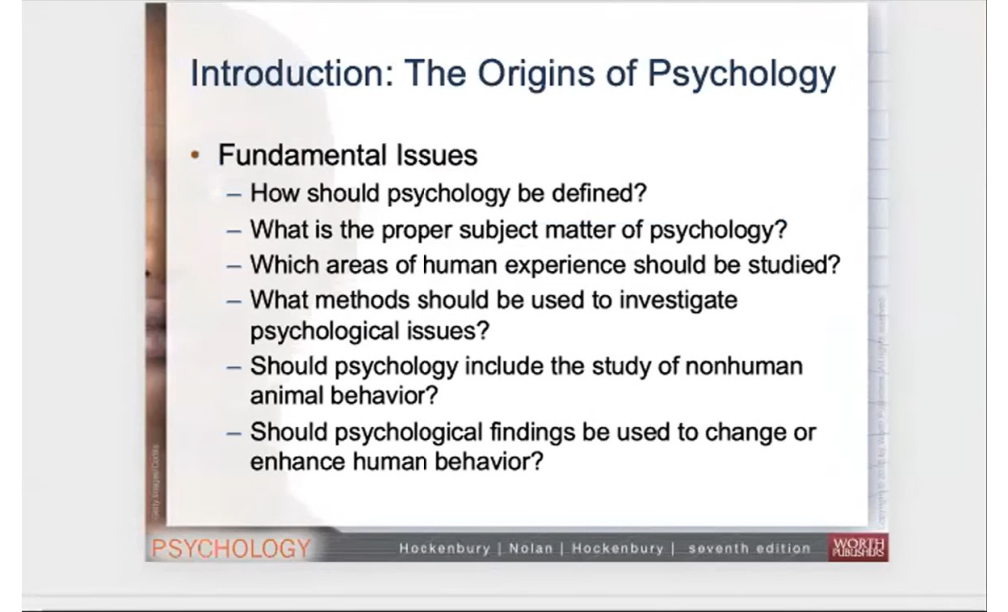 Introduction: The Origins of Psychology
• Fundamental Issues
– How should psychology be defined?
– What is the proper subject matter of psychology?
– Which areas of human experience should be studied?
– What methods should be used to investigate
psychological issues?
– Should psychology include the study of nonhuman
animal behavior?
– Should psychological findings be used to change or
enhance human behavior?
Getty Images/Corbis
PSYCHOLOGY
Hockenbury | Nolan | Hockenbury | seventh edition
WORTH
PUBLISHERS